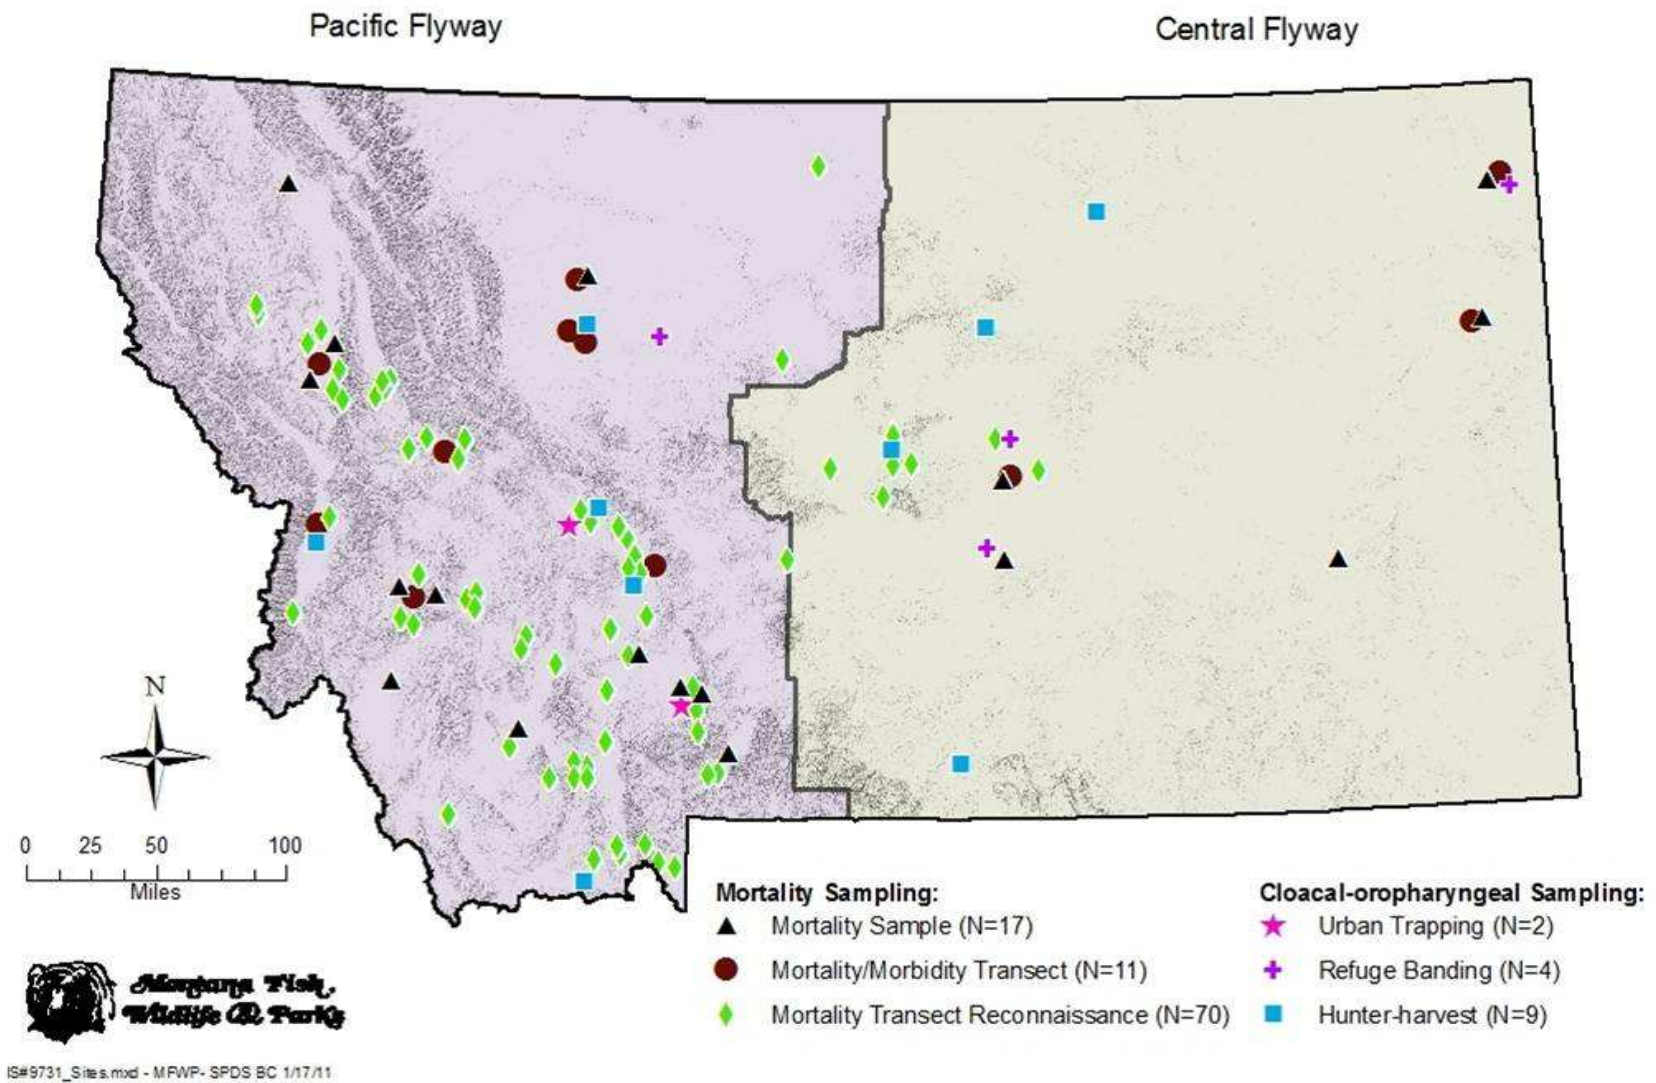 Pacific Flyway
Central Flyway
N
0 25 50 100
Miles
Mortality Sampling:
Mortality Sample (N=17)
Mortality/Morbidity Transect (N=11)
Mortality Transect Reconnaissance (N=70)
Cloacal-oropharyngeal Sampling:
Urban Trapping (N=2)
Refuge Banding (N=4)
Hunter-harvest (N=9)
Montana Fish,
Wildlife & Parks
IS#9731_Sites.mxd - MFWP- SPDS BC 1/17/11